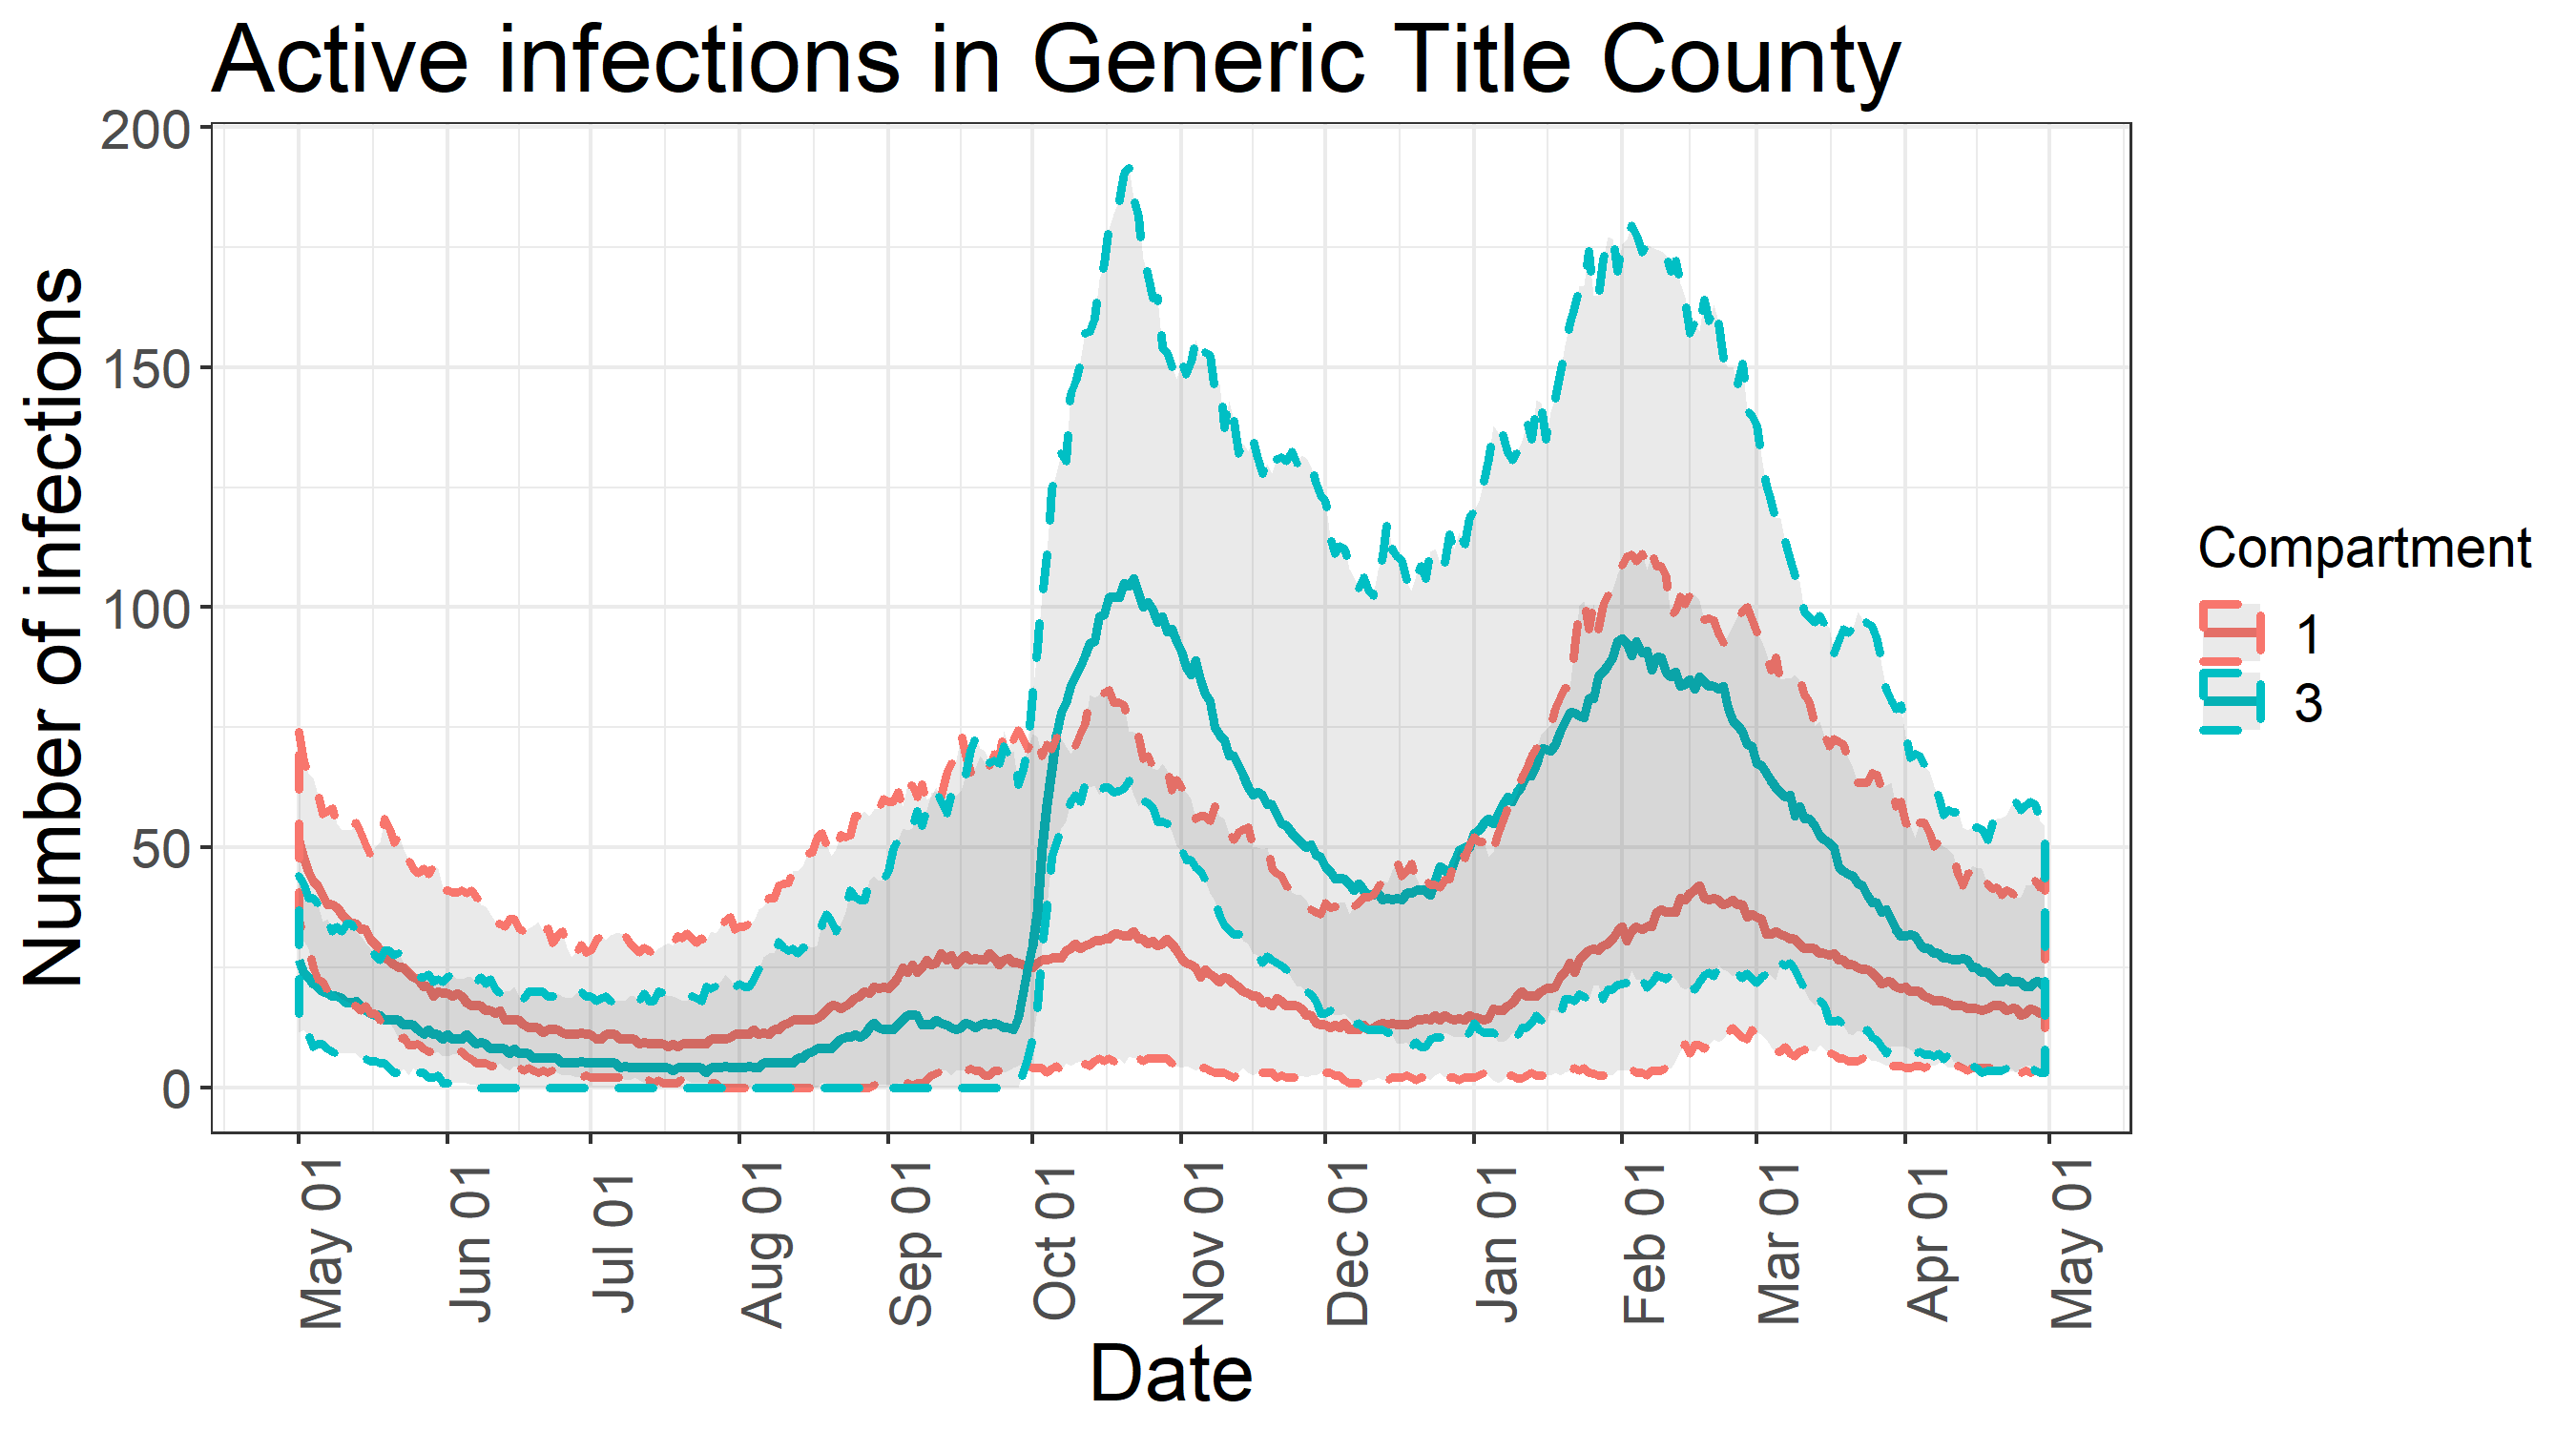 Active infections in Generic Title County
Number of infections
200
150
100
50
0
May 01
Jun 01
Jul 01
Aug 01
Sep 01
Oct 01
Nov 01
Dec 01
Jan 01
Feb 01
Mar 01
Apr 01
May 01
Date
Compartment
1
3